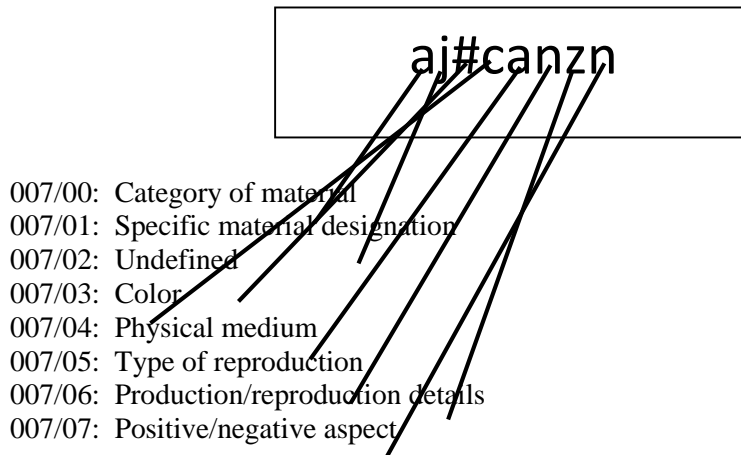 aj#canzn
007/00: Category of material
007/01: Specific material designation
007/02: Undefined
007/03: Color
007/04: Physical medium
007/05: Type of reproduction
007/06: Production/reproduction details
007/07: Positive/negative aspect